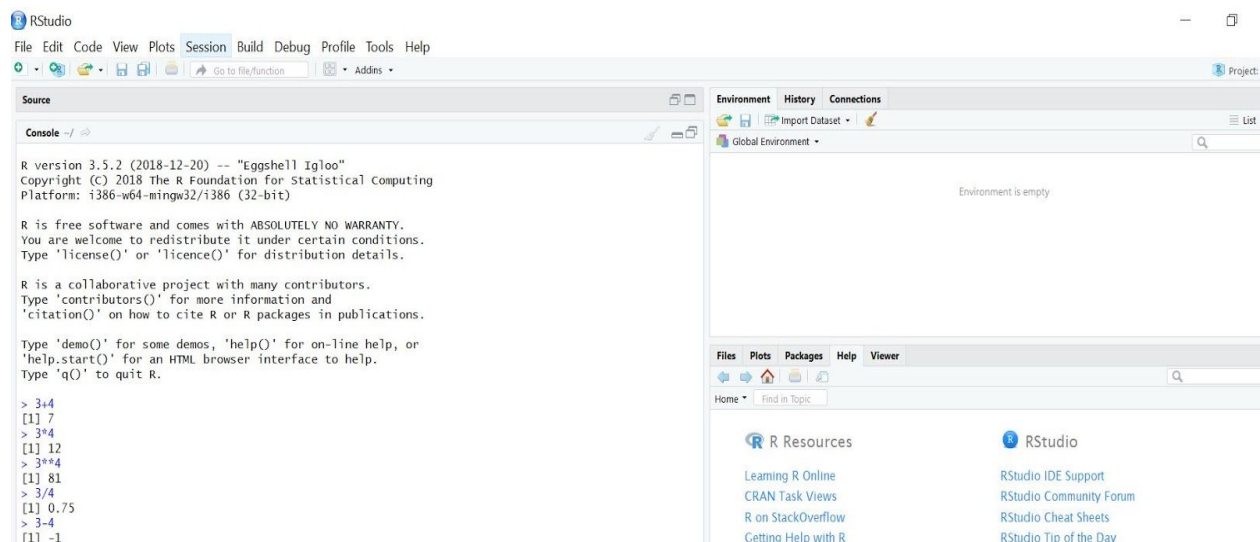 RStudio
File Edit Code View Plots Session Build Debug Profile Tools Help
Go to file/function Addins
Project:
Source
Console ~/
R version 3.5.2 (2018-12-20) -- "Eggshell Igloo"
Copyright (C) 2018 The R Foundation for Statistical Computing
Platform: i386-w64-mingw32/i386 (32-bit)
R is free software and comes with ABSOLUTELY NO WARRANTY.
You are welcome to redistribute it under certain conditions.
Type 'license()' or 'licence()' for distribution details.
R is a collaborative project with many contributors.
Type 'contributors()' for more information and
'citation()' on how to cite R or R packages in publications.
Type 'demo()' for some demos, 'help()' for on-line help, or
'help.start()' for an HTML browser interface to help.
Type 'q()' to quit R.
> 3+4
[1] 7
> 3*4
[1] 12
> 3**4
[1] 81
> 3/4
[1] 0.75
> 3-4
[1] -1
Environment History Connections
Import Dataset
List
Global Environment
Environment is empty
Files Plots Packages Help Viewer
Home Find in Topic
R Resources
Learning R Online
CRAN Task Views
R on StackOverflow
Getting Help with R
RStudio
RStudio IDE Support
RStudio Community Forum
RStudio Cheat Sheets
RStudio Tip of the Day